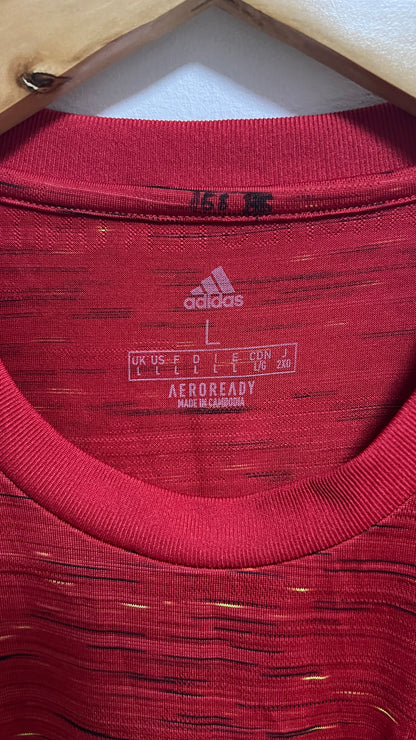 adidas
L
UK US F D I E CDN J
L L L L L L L/G 2XO
AEROREADY
MADE IN CAMBODIA